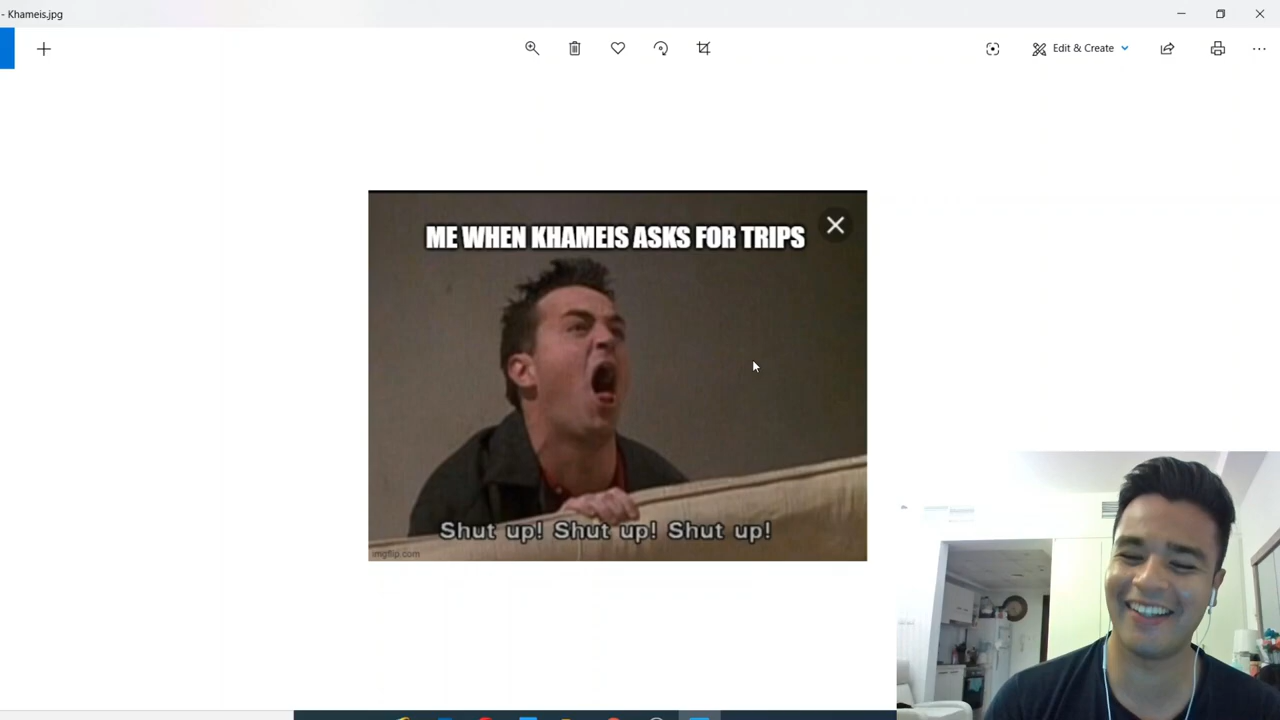 - Khameis.jpg
Edit & Create
ME WHEN KHAMEIS ASKS FOR TRIPS
Shut up! Shut up! Shut up!
imgflip.com